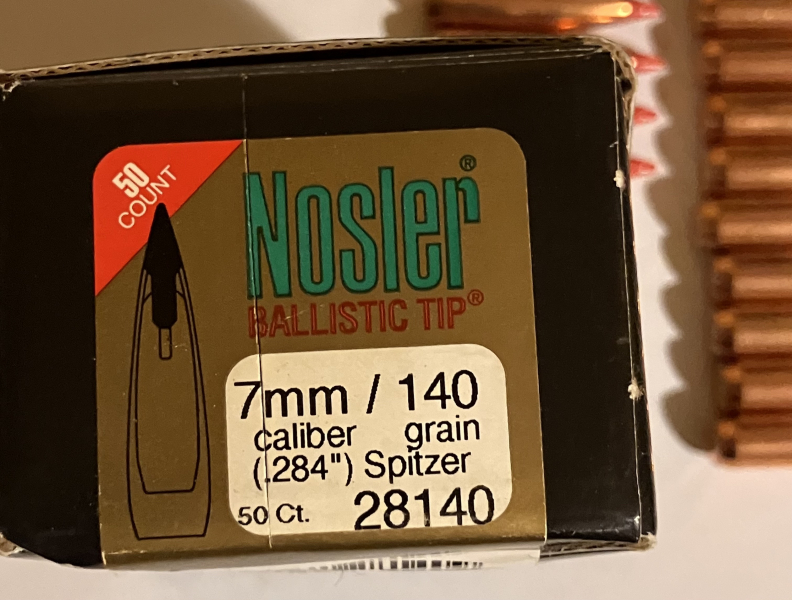 50
COUNT
Nosler®
BALLISTIC TIP®
7mm / 140
caliber grain
(.284") Spitzer
50 Ct. 28140